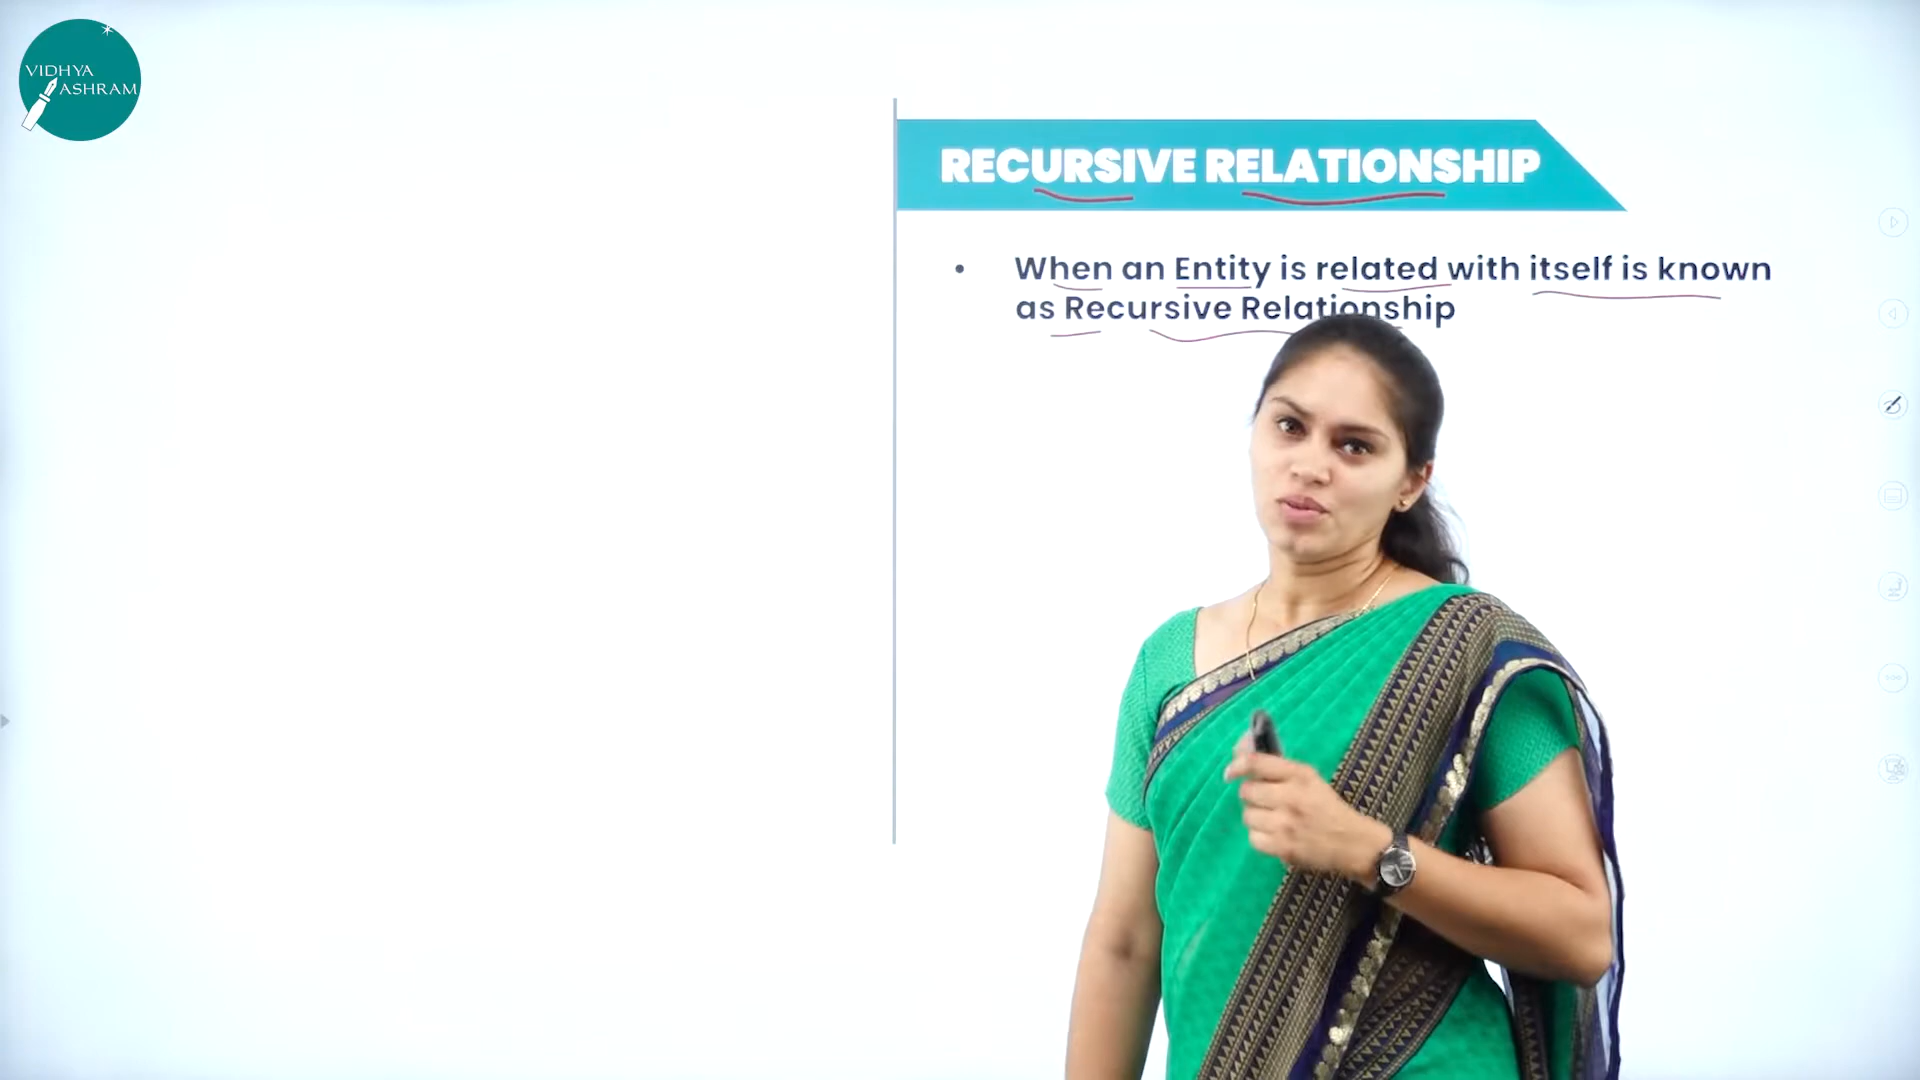 VIDHYA
ASHRAM
RECURSIVE RELATIONSHIP
• When an Entity is related with itself is known
as Recursive Relationship